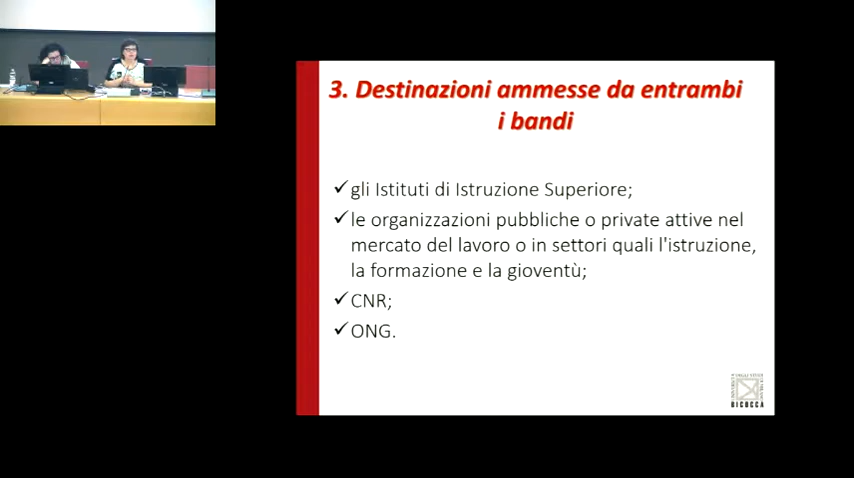 3. Destinazioni ammesse da entrambi
i bandi
✓gli Istituti di Istruzione Superiore;
✓le organizzazioni pubbliche o private attive nel
mercato del lavoro o in settori quali l'istruzione,
la formazione e la gioventù;
✓CNR;
✓ONG.
BICOCCA